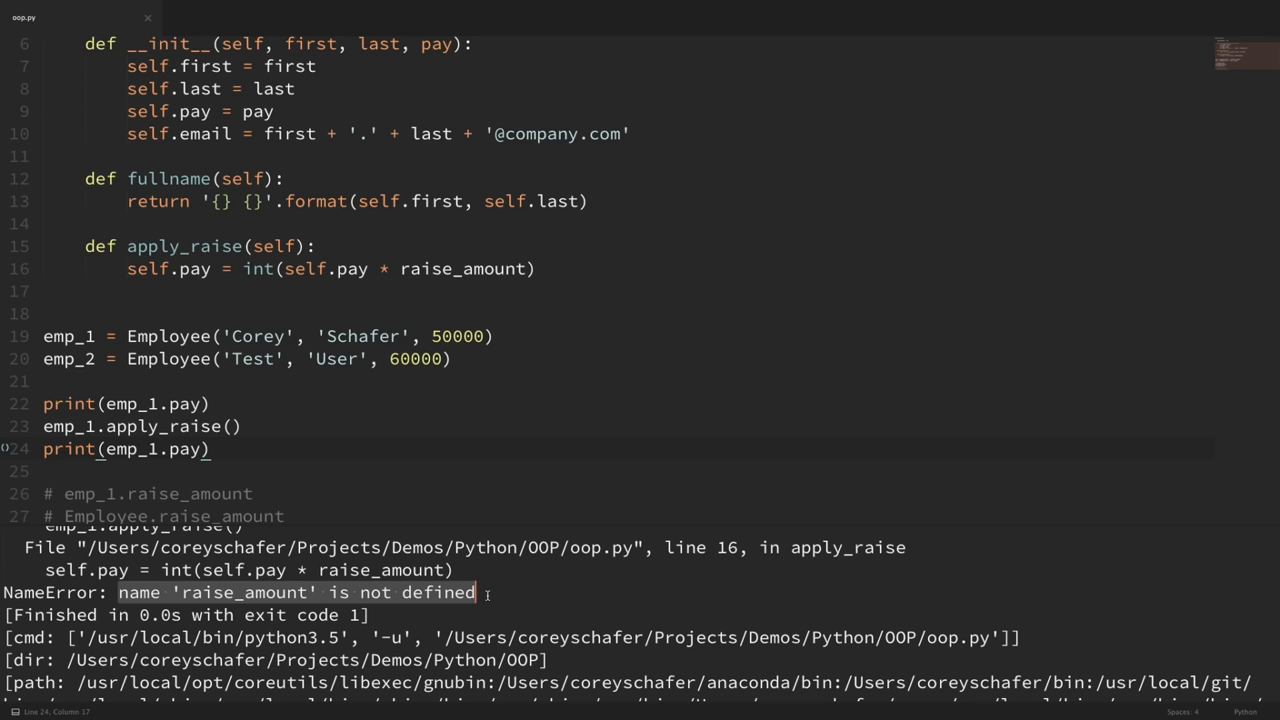 oop.py ×
6 def __init__(self, first, last, pay):
7 self.first = first
8 self.last = last
9 self.pay = pay
10 self.email = first + '.' + last + '@company.com'
11
12 def fullname(self):
13 return '{} {}'.format(self.first, self.last)
14
15 def apply_raise(self):
16 self.pay = int(self.pay * raise_amount)
17
18
19 emp_1 = Employee('Corey', 'Schafer', 50000)
20 emp_2 = Employee('Test', 'User', 60000)
21
22 print(emp_1.pay)
23 emp_1.apply_raise()
24 print(emp_1.pay)
25
26 # emp_1.raise_amount
27 # Employee.raise_amount
emp_1.apply_raise()
File "/Users/coreyschafer/Projects/Demos/Python/OOP/oop.py", line 16, in apply_raise
self.pay = int(self.pay * raise_amount)
NameError: name 'raise_amount' is not defined
[Finished in 0.0s with exit code 1]
[cmd: ['/usr/local/bin/python3.5', '-u', '/Users/coreyschafer/Projects/Demos/Python/OOP/oop.py']]
[dir: /Users/coreyschafer/Projects/Demos/Python/OOP]
[path: /usr/local/opt/coreutils/libexec/gnubin:/Users/coreyschafer/anaconda/bin:/Users/coreyschafer/bin:/usr/local/git/
Line 24, Column 17 Spaces: 4 Python